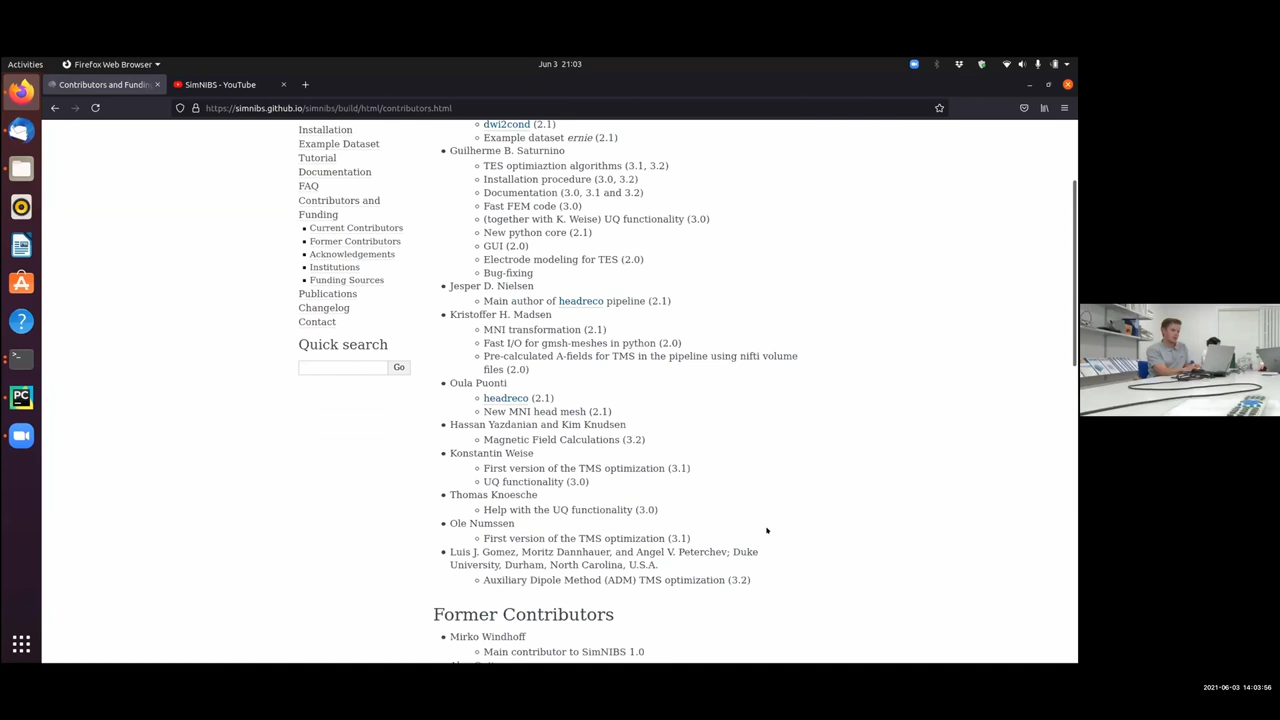 Activities
Firefox Web Browser
Jun 3 21:03
Contributors and Fundin
SimNIBS - YouTube
https://simnibs.github.io/simnibs/build/html/contributors.html
Installation
Example Dataset
Tutorial
Documentation
FAQ
Contributors and
Funding
Current Contributors
Former Contributors
Acknowledgements
Institutions
Funding Sources
Publications
Changelog
Contact
Quick search
Go
dwi2cond (2.1)
Example dataset ernie (2.1)
Guilherme B. Saturnino
TES optimiaztion algorithms (3.1, 3.2)
Installation procedure (3.0, 3.2)
Documentation (3.0, 3.1 and 3.2)
Fast FEM code (3.0)
(together with K. Weise) UQ functionality (3.0)
New python core (2.1)
GUI (2.0)
Electrode modeling for TES (2.0)
Bug-fixing
Jesper D. Nielsen
Main author of headreco pipeline (2.1)
Kristoffer H. Madsen
MNI transformation (2.1)
Fast I/O for gmsh-meshes in python (2.0)
Pre-calculated A-fields for TMS in the pipeline using nifti volume
files (2.0)
Oula Puonti
headreco (2.1)
New MNI head mesh (2.1)
Hassan Yazdanian and Kim Knudsen
Magnetic Field Calculations (3.2)
Konstantin Weise
First version of the TMS optimization (3.1)
UQ functionality (3.0)
Thomas Knoesche
Help with the UQ functionality (3.0)
Ole Numssen
First version of the TMS optimization (3.1)
Luis J. Gomez, Moritz Dannhauer, and Angel V. Peterchev; Duke
University, Durham, North Carolina, U.S.A.
Auxiliary Dipole Method (ADM) TMS optimization (3.2)
Former Contributors
Mirko Windhoff
Main contributor to SimNIBS 1.0
PC
2021-06-03 14:03:56